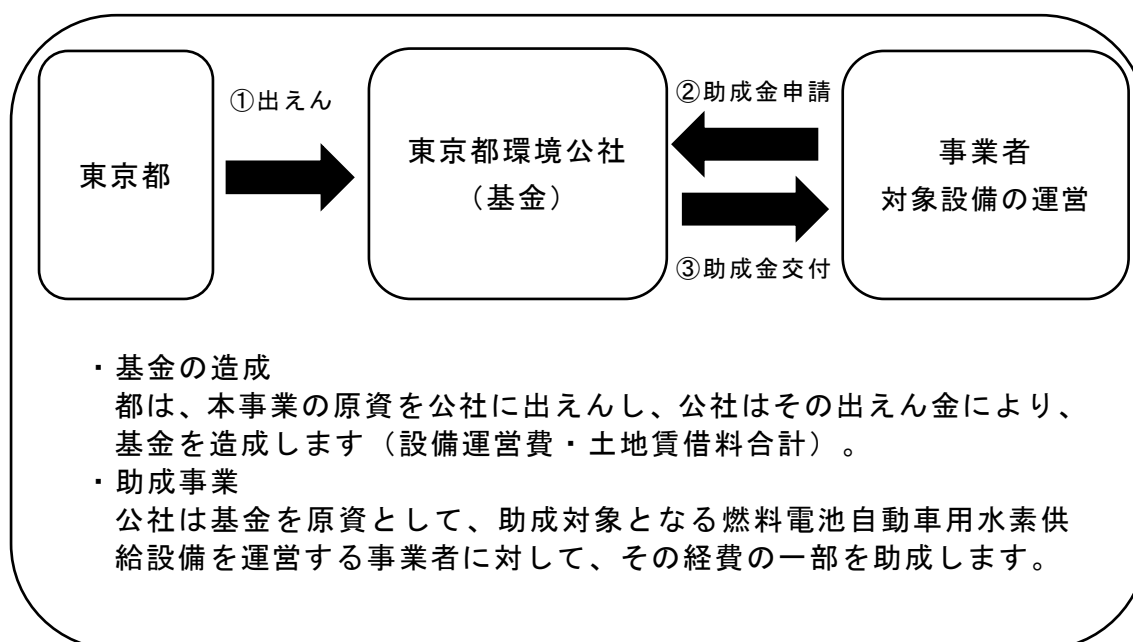 東京都
①出えん
東京都環境公社
（基金）
②助成金申請
③助成金交付
事業者
対象設備の運営
・基金の造成
都は、本事業の原資を公社に出えんし、公社はその出えん金により、
基金を造成します（設備運営費・土地賃借料合計）。
・助成事業
公社は基金を原資として、助成対象となる燃料電池自動車用水素供
給設備を運営する事業者に対して、その経費の一部を助成します。